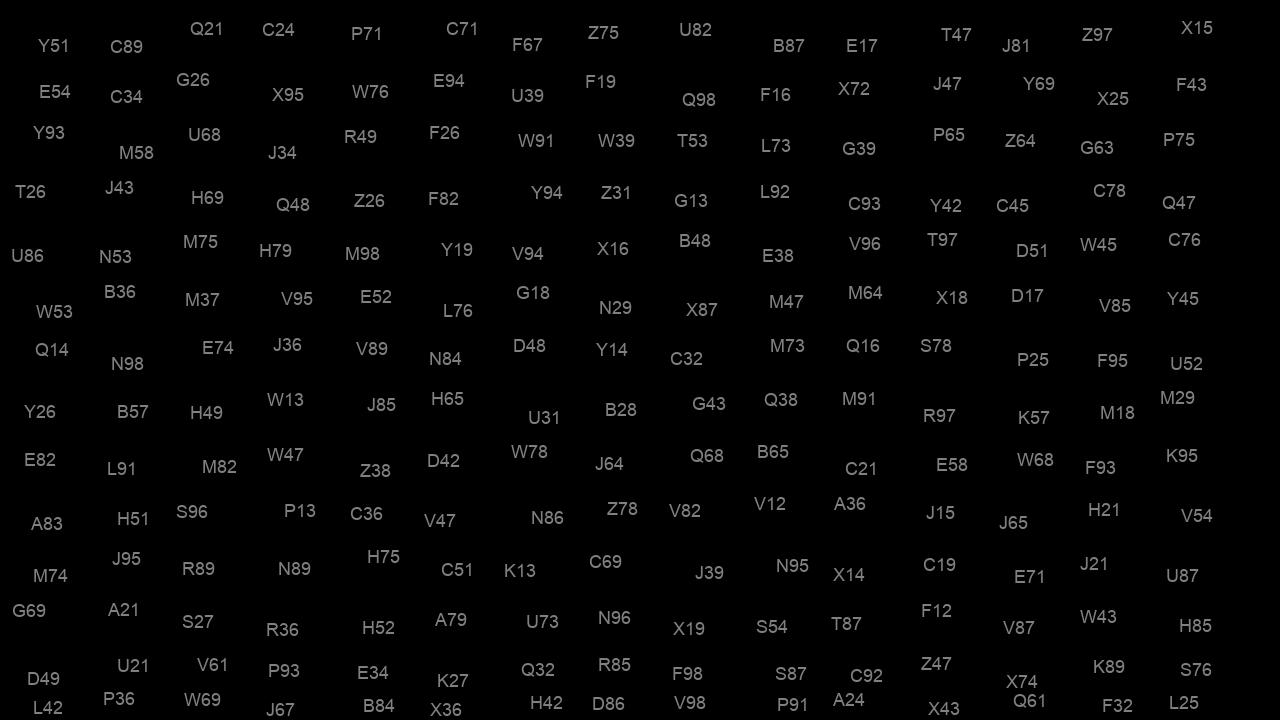 Y51 C89 Q21 C24 P71 C71 F67 Z75 U82 B87 E17 T47 J81 Z97 X15
E54 C34 G26 X95 W76 E94 U39 F19 Q98 F16 X72 J47 Y69 X25 F43
Y93 M58 U68 J34 R49 F26 W91 W39 T53 L73 G39 P65 Z64 G63 P75
T26 J43 H69 Q48 Z26 F82 Y94 Z31 G13 L92 C93 Y42 C45 C78 Q47
U86 N53 M75 H79 M98 Y19 V94 X16 B48 E38 V96 T97 D51 W45 C76
W53 B36 M37 V95 E52 L76 G18 N29 X87 M47 M64 X18 D17 V85 Y45
Q14 N98 E74 J36 V89 N84 D48 Y14 C32 M73 Q16 S78 P25 F95 U52
Y26 B57 H49 W13 J85 H65 U31 B28 G43 Q38 M91 R97 K57 M18 M29
E82 L91 M82 W47 Z38 D42 W78 J64 Q68 B65 C21 E58 W68 F93 K95
A83 H51 S96 P13 C36 V47 N86 Z78 V82 V12 A36 J15 J65 H21 V54
M74 J95 R89 N89 H75 C51 K13 C69 J39 N95 X14 C19 E71 J21 U87
G69 A21 S27 R36 H52 A79 U73 N96 X19 S54 T87 F12 V87 W43 H85
D49 U21 V61 P93 E34 K27 Q32 R85 F98 S87 C92 Z47 X74 K89 S76
L42 P36 W69 J67 B84 X36 H42 D86 V98 P91 A24 X43 Q61 F32 L25